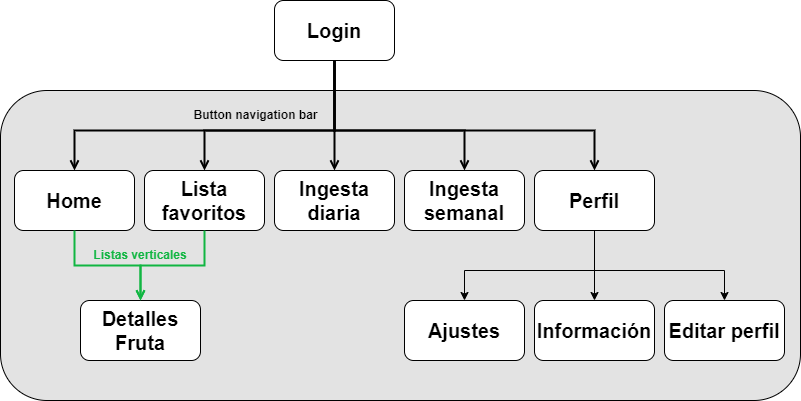 Login
Button navigation bar
Home
Lista
favoritos
Ingesta
diaria
Ingesta
semanal
Perfil
Listas verticales
Detalles
Fruta
Ajustes
Información
Editar perfil